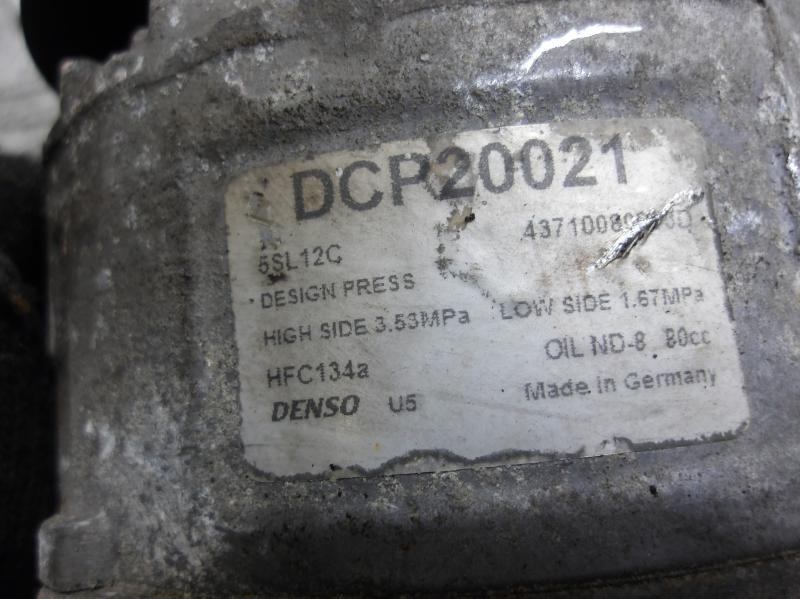 DCP20021
5SL12C
DESIGN PRESS
HIGH SIDE 3.53MPa LOW SIDE 1.67MPa
HFC134a OIL ND-8 80cc
DENSO U5 Made in Germany